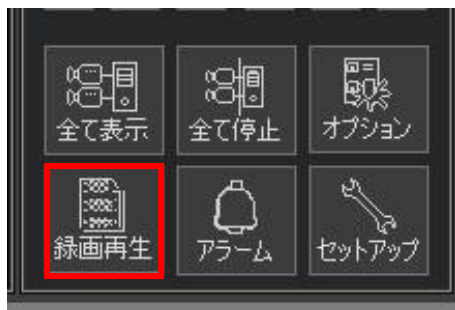 全て表示
全て停止
オプション
録画再生
アラーム
セットアップ